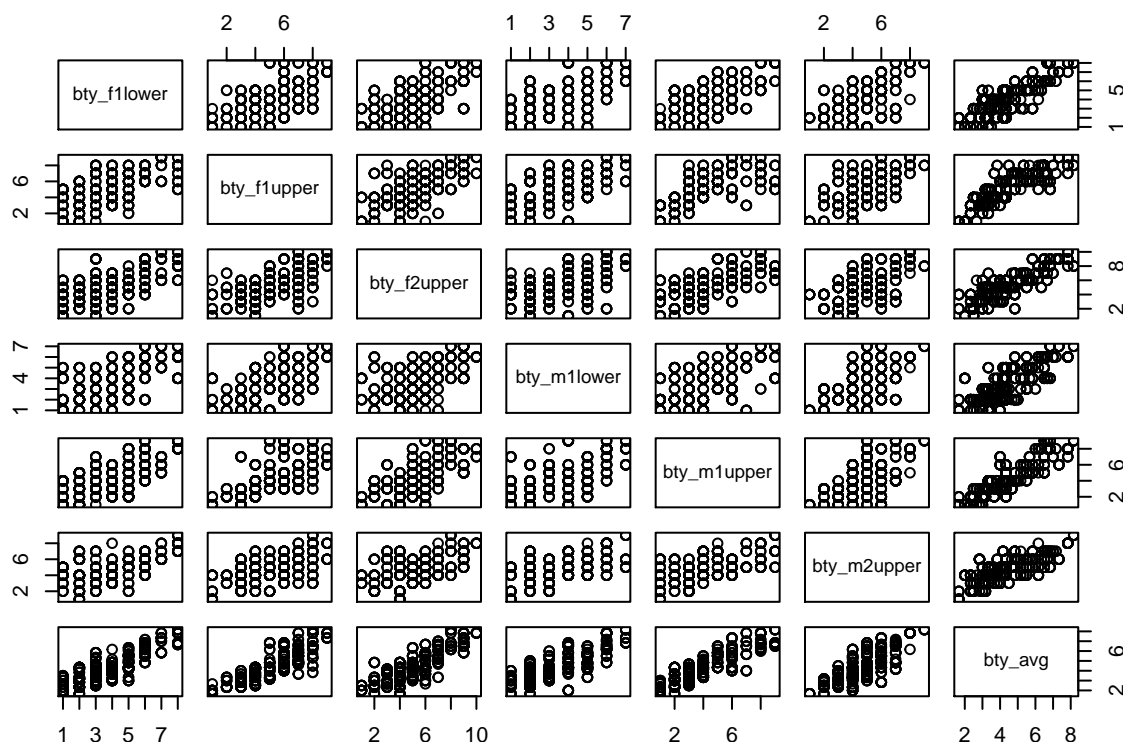 2 6 1 3 5 7 2 6
bty_f1lower 1 5
2 6 bty_f1upper
bty_f2upper 2 8
1 4 7 bty_m1lower
bty_m1upper 2 6
2 6 bty_m2upper
bty_avg 2 6
1 3 5 7 2 6 10 2 6 2 4 6 8